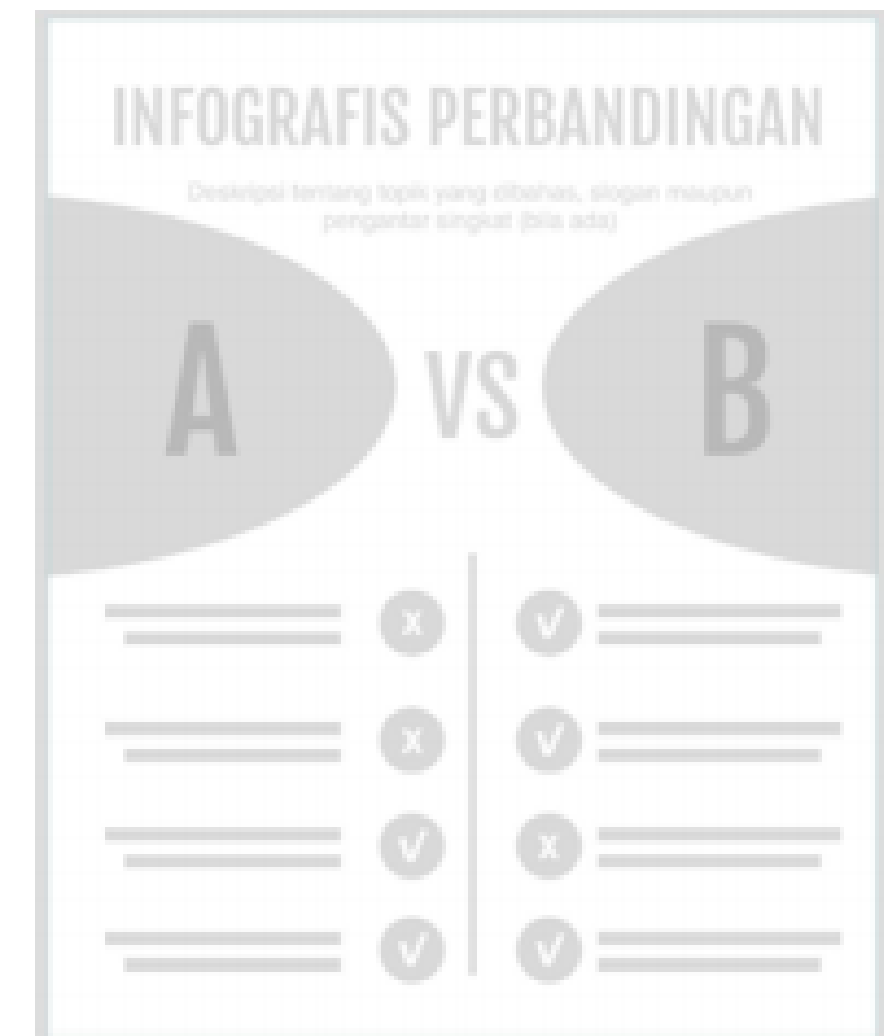 INFOGRAFIS PERBANDINGAN
Deskripsi tentang topik yang dibahas, slogan maupun
pengantar singkat (bila ada)
A VS B
X √
X √
√ X
√ √